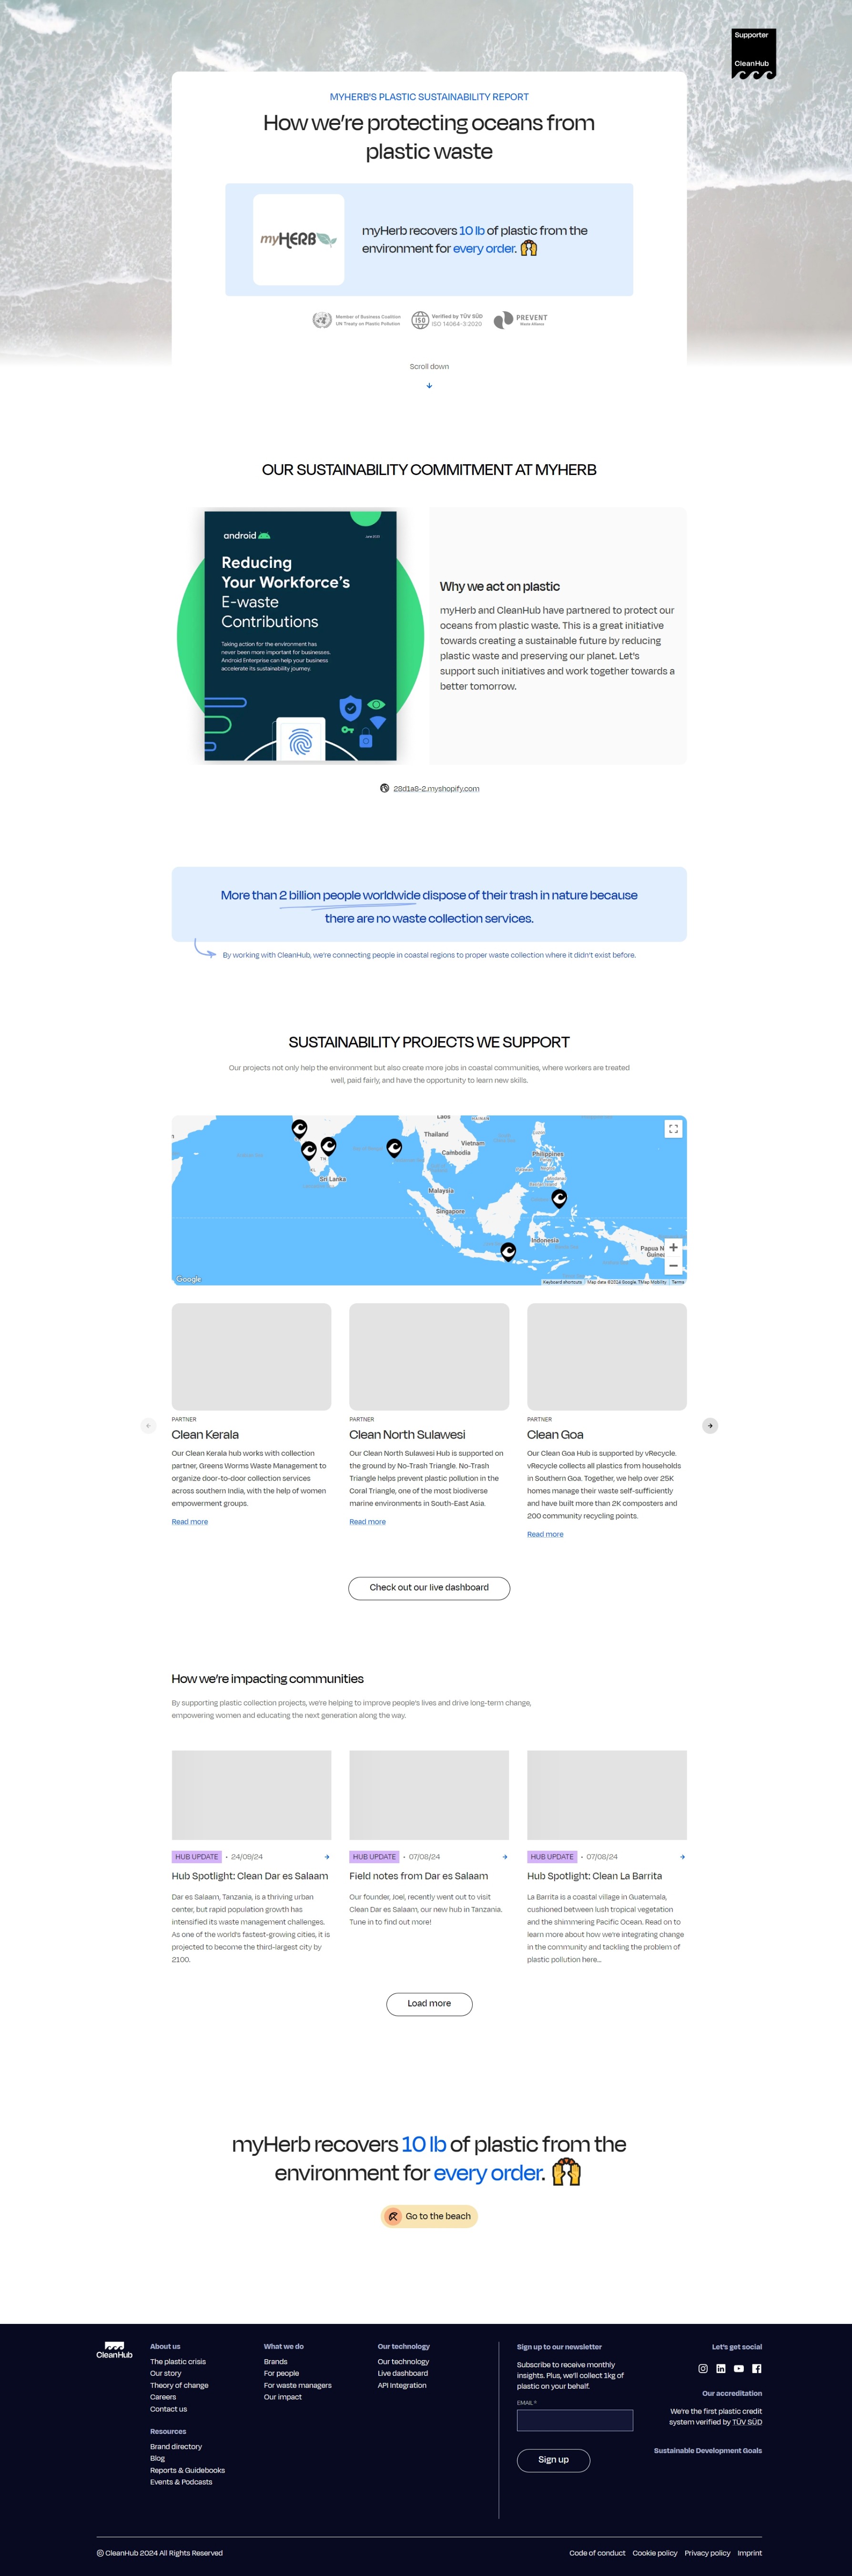 Supporter
CleanHub
MYHERB'S PLASTIC SUSTAINABILITY REPORT
How we're protecting oceans from
plastic waste
myHERB
myHerb recovers 10 lb of plastic from the
environment for every order. 🙌
Member of Business Coalition
UN Treaty on Plastic Pollution
ISO
Verified by TÜV SÜD
ISO 14064-3:2020
PREVENT
Waste Alliance
Scroll down
OUR SUSTAINABILITY COMMITMENT AT MYHERB
android
Reducing
Your Workforce's
E-waste
Contributions
Taking action for the environment has
never been more important for businesses.
Android Enterprise can help your business
accelerate its sustainability journey.
Why we act on plastic
myHerb and CleanHub have partnered to protect our
oceans from plastic waste. This is a great initiative
towards creating a sustainable future by reducing
plastic waste and preserving our planet. Let's
support such initiatives and work together towards a
better tomorrow.
28d1a8-2.myshopify.com
More than 2 billion people worldwide dispose of their trash in nature because
there are no waste collection services.
By working with CleanHub, we're connecting people in coastal regions to proper waste collection where it didn't exist before.
SUSTAINABILITY PROJECTS WE SUPPORT
Our projects not only help the environment but also create more jobs in coastal communities, where workers are treated
well, paid fairly, and have the opportunity to learn new skills.
Laos
Thailand
Vietnam
Cambodia
Philippines
Sri Lanka
Malaysia
Singapore
Indonesia
Papua N
Guinea
Google
Keyboard shortcuts
Map data ©2024 Google, TMap Mobility
Terms
PARTNER
Clean Kerala
Our Clean Kerala hub works with collection
partner, Greens Worms Waste Management to
organize door-to-door collection services
across southern India, with the help of women
empowerment groups.
Read more
PARTNER
Clean North Sulawesi
Our Clean North Sulawesi Hub is supported on
the ground by No-Trash Triangle. No-Trash
Triangle helps prevent plastic pollution in the
Coral Triangle, one of the most biodiverse
marine environments in South-East Asia.
Read more
PARTNER
Clean Goa
Our Clean Goa Hub is supported by vRecycle.
vRecycle collects all plastics from households
in Southern Goa. Together, we help over 25K
homes manage their waste self-sufficiently
and have built more than 2K composters and
200 community recycling points.
Read more
Check out our live dashboard
How we're impacting communities
By supporting plastic collection projects, we're helping to improve people's lives and drive long-term change,
empowering women and educating the next generation along the way.
HUB UPDATE • 24/09/24
Hub Spotlight: Clean Dar es Salaam
Dar es Salaam, Tanzania, is a thriving urban
center, but rapid population growth has
intensified its waste management challenges.
As one of the world's fastest-growing cities, it is
projected to become the third-largest city by
2100.
HUB UPDATE • 07/08/24
Field notes from Dar es Salaam
Our founder, Joel, recently went out to visit
Clean Dar es Salaam, our new hub in Tanzania.
Tune in to find out more!
HUB UPDATE • 07/08/24
Hub Spotlight: Clean La Barrita
La Barrita is a coastal village in Guatemala,
cushioned between lush tropical vegetation
and the shimmering Pacific Ocean. Read on to
learn more about how we're integrating change
in the community and tackling the problem of
plastic pollution here...
Load more
myHerb recovers 10 lb of plastic from the
environment for every order. 🙌
Go to the beach
CleanHub
About us
The plastic crisis
Our story
Theory of change
Careers
Contact us
Resources
Brand directory
Blog
Reports & Guidebooks
Events & Podcasts
What we do
Brands
For people
For waste managers
Our impact
Our technology
Our technology
Live dashboard
API Integration
Sign up to our newsletter
Subscribe to receive monthly
insights. Plus, we'll collect 1kg of
plastic on your behalf.
EMAIL*
Sign up
Let's get social
Our accreditation
We're the first plastic credit
system verified by TÜV SÜD
Sustainable Development Goals
© CleanHub 2024 All Rights Reserved
Code of conduct
Cookie policy
Privacy policy
Imprint